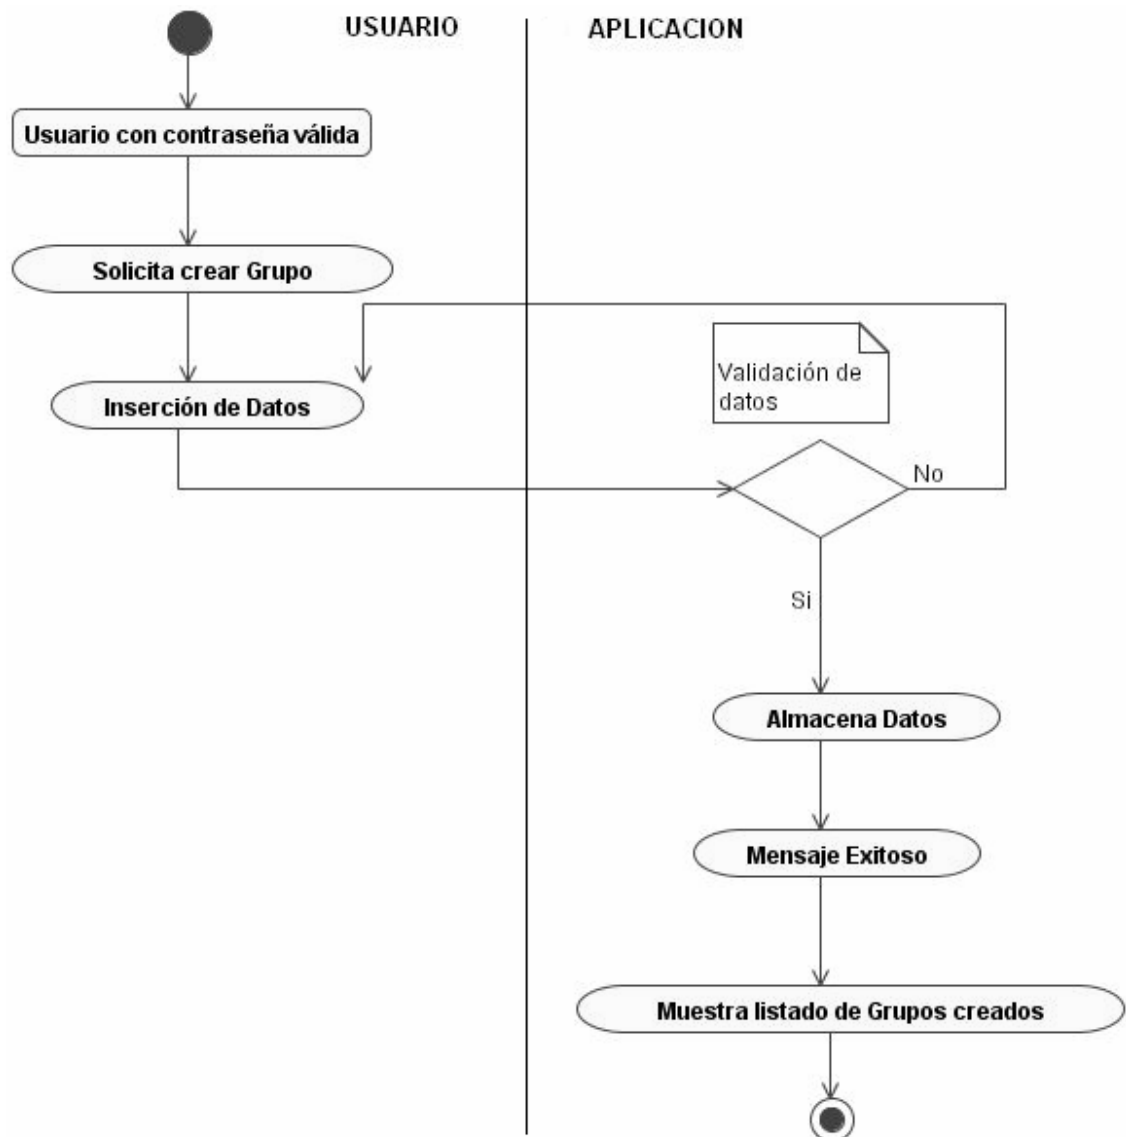 USUARIO
APLICACION
Usuario con contraseña válida
Solicita crear Grupo
Validación de
datos
Inserción de Datos
No
Si
Almacena Datos
Mensaje Exitoso
Muestra listado de Grupos creados